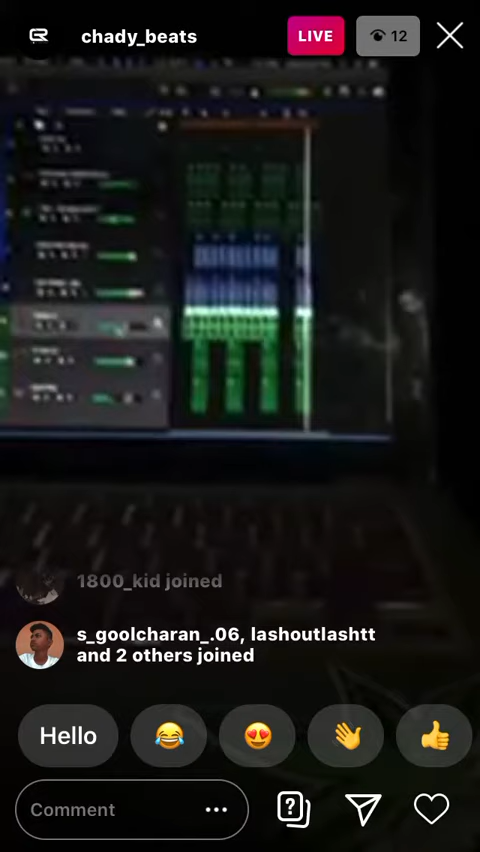 chady_beats
LIVE
12
1800_kid joined
s_goolcharan_.06, lashoutlashtt
and 2 others joined
Hello
Comment